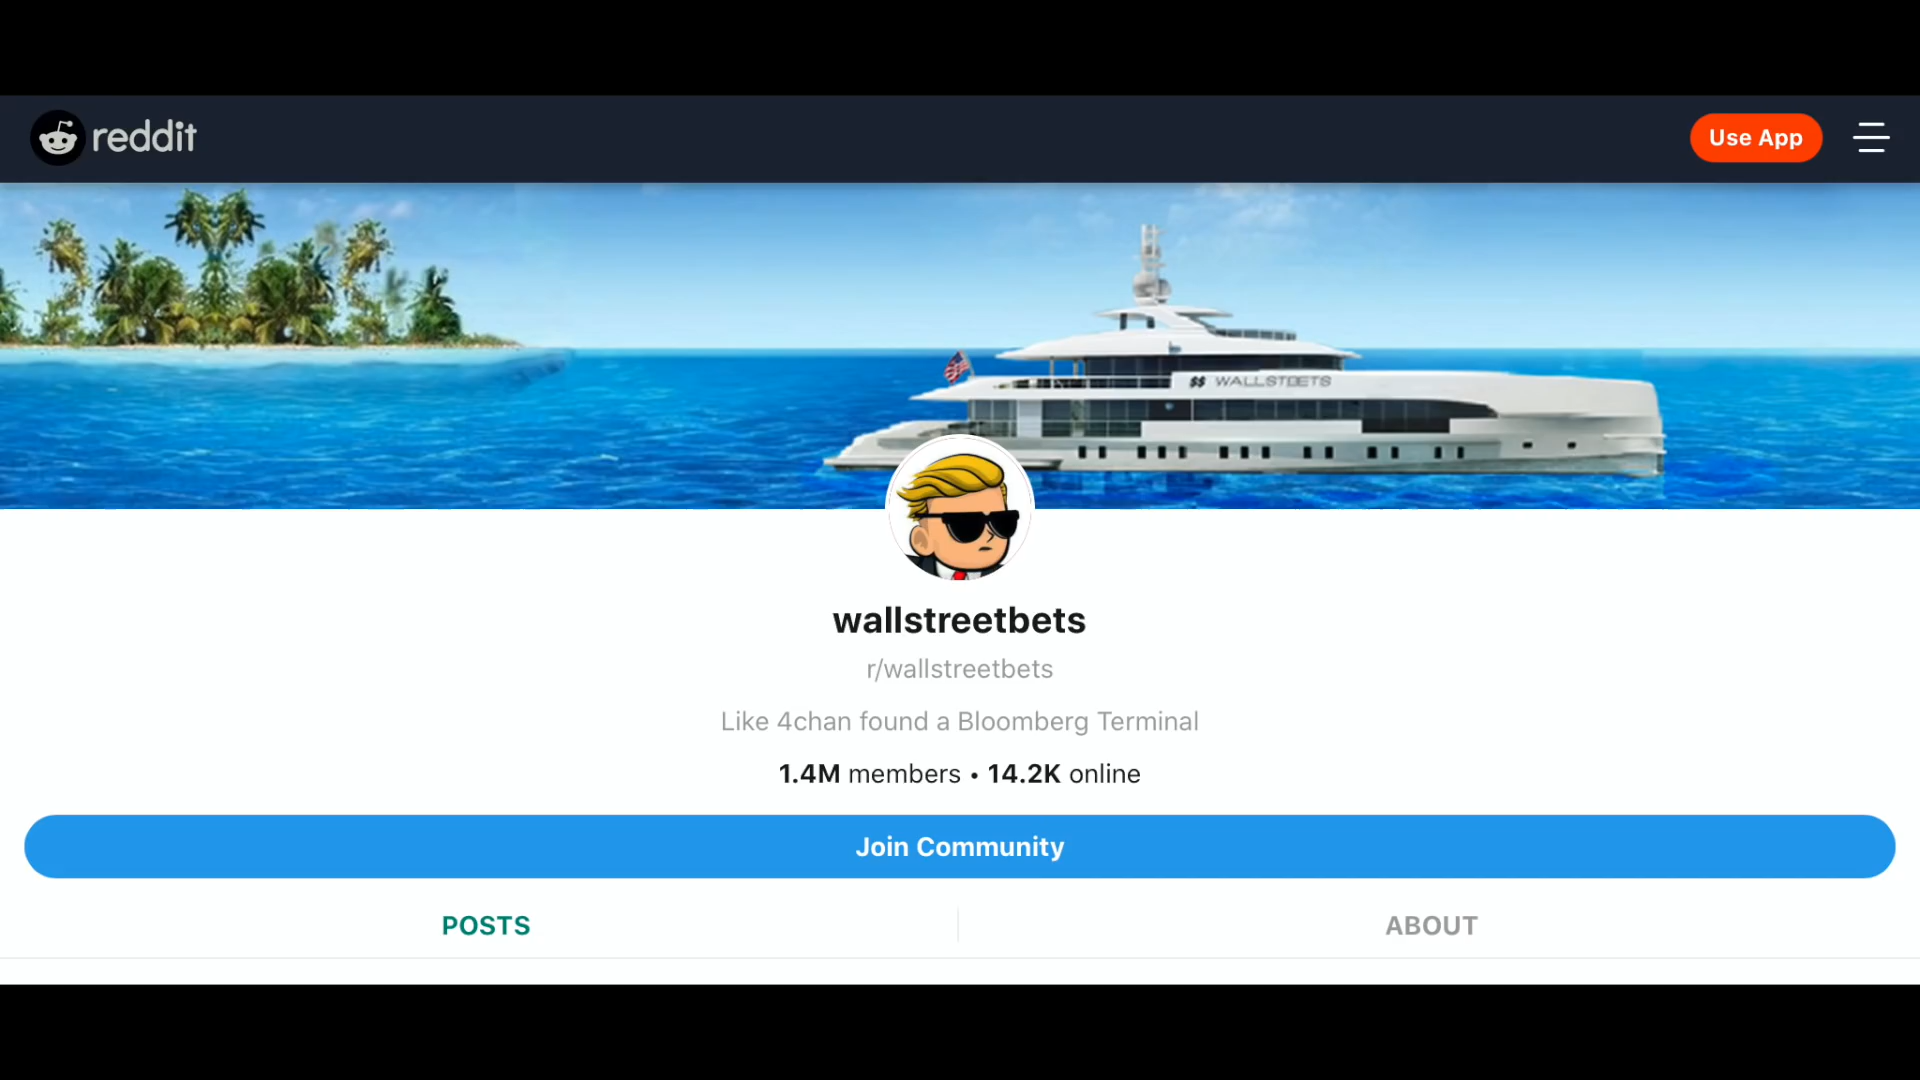 reddit
Use App
$$ WALLSTBETS
wallstreetbets
r/wallstreetbets
Like 4chan found a Bloomberg Terminal
1.4M members • 14.2K online
Join Community
POSTS
ABOUT